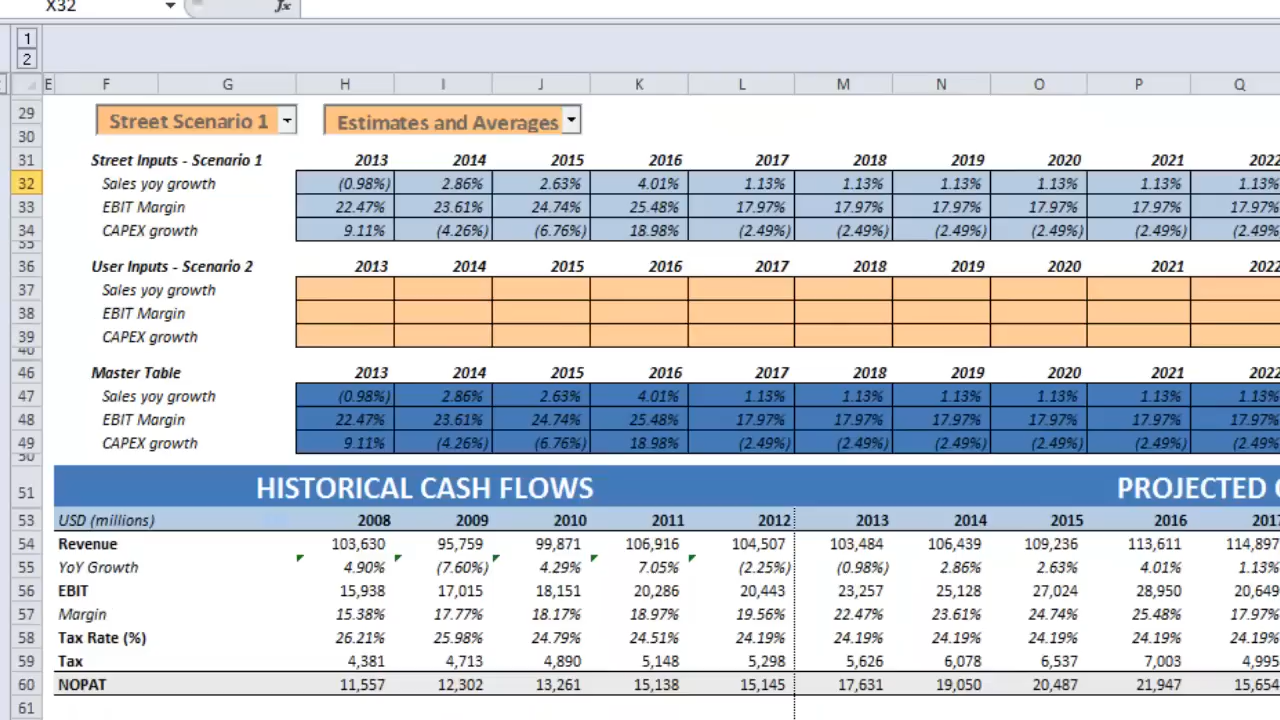 X32 fx
1
2
E F G H I J K L M N O P Q
29 Street Scenario 1 Estimates and Averages
30
31 Street Inputs - Scenario 1 2013 2014 2015 2016 2017 2018 2019 2020 2021 2022
32 Sales yoy growth (0.98%) 2.86% 2.63% 4.01% 1.13% 1.13% 1.13% 1.13% 1.13% 1.13%
33 EBIT Margin 22.47% 23.61% 24.74% 25.48% 17.97% 17.97% 17.97% 17.97% 17.97% 17.97%
34 CAPEX growth 9.11% (4.26%) (6.76%) 18.98% (2.49%) (2.49%) (2.49%) (2.49%) (2.49%) (2.49%
35
36 User Inputs - Scenario 2 2013 2014 2015 2016 2017 2018 2019 2020 2021 2022
37 Sales yoy growth
38 EBIT Margin
39 CAPEX growth
40
46 Master Table 2013 2014 2015 2016 2017 2018 2019 2020 2021 2022
47 Sales yoy growth (0.98%) 2.86% 2.63% 4.01% 1.13% 1.13% 1.13% 1.13% 1.13% 1.13%
48 EBIT Margin 22.47% 23.61% 24.74% 25.48% 17.97% 17.97% 17.97% 17.97% 17.97% 17.97%
49 CAPEX growth 9.11% (4.26%) (6.76%) 18.98% (2.49%) (2.49%) (2.49%) (2.49%) (2.49%) (2.49%
50
51 HISTORICAL CASH FLOWS PROJECTED
53 USD (millions) 2008 2009 2010 2011 2012 2013 2014 2015 2016 2017
54 Revenue 103,630 95,759 99,871 106,916 104,507 103,484 106,439 109,236 113,611 114,897
55 YoY Growth 4.90% (7.60%) 4.29% 7.05% (2.25%) (0.98%) 2.86% 2.63% 4.01% 1.13%
56 EBIT 15,938 17,015 18,151 20,286 20,443 23,257 25,128 27,024 28,950 20,649
57 Margin 15.38% 17.77% 18.17% 18.97% 19.56% 22.47% 23.61% 24.74% 25.48% 17.97%
58 Tax Rate (%) 26.21% 25.98% 24.79% 24.51% 24.19% 24.19% 24.19% 24.19% 24.19% 24.19%
59 Tax 4,381 4,713 4,890 5,148 5,298 5,626 6,078 6,537 7,003 4,995
60 NOPAT 11,557 12,302 13,261 15,138 15,145 17,631 19,050 20,487 21,947 15,654
61